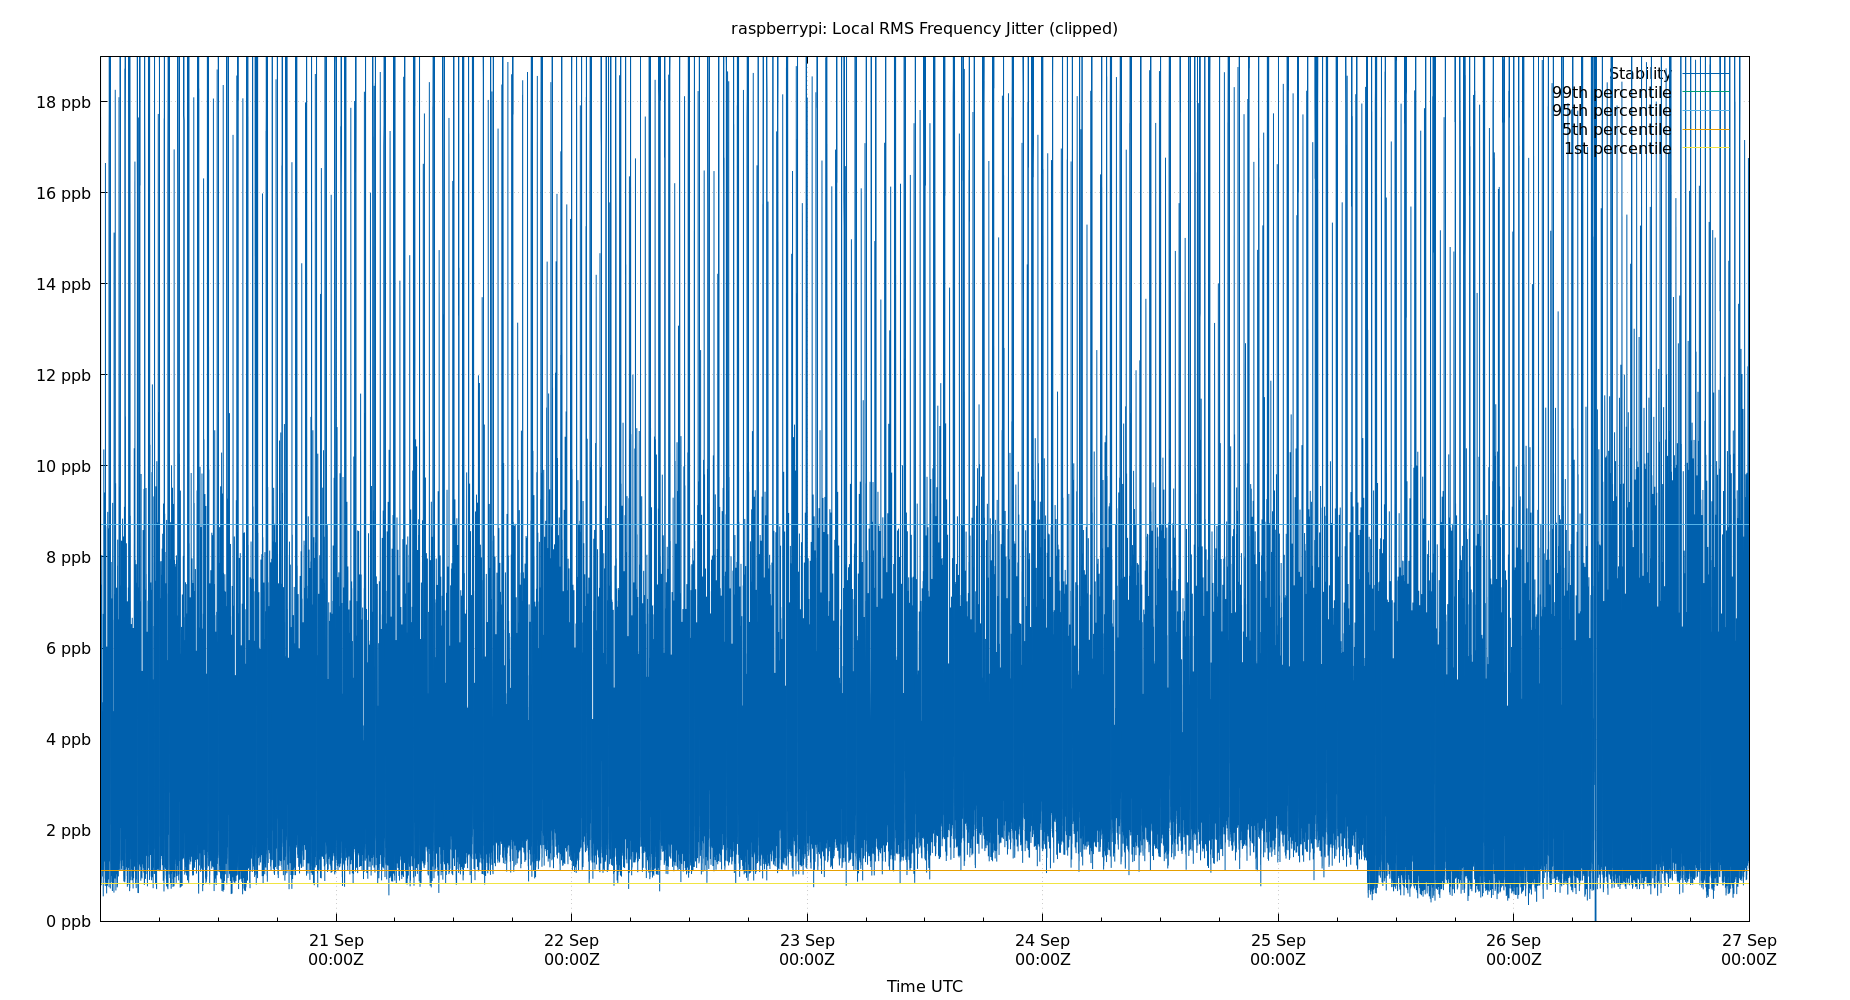 raspberrypi: Local RMS Frequency Jitter (clipped)
Stability
99th percentile
95th percentile
5th percentile
1st percentile
18 ppb
16 ppb
14 ppb
12 ppb
10 ppb
8 ppb
6 ppb
4 ppb
2 ppb
0 ppb
21 Sep 22 Sep 23 Sep 24 Sep 25 Sep 26 Sep 27 Sep
00:00Z 00:00Z 00:00Z 00:00Z 00:00Z 00:00Z 00:00Z
Time UTC